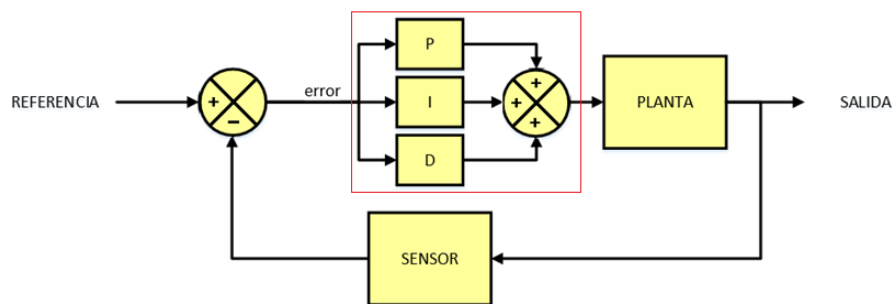 P
error
+
REFERENCIA
+
−
I
+
PLANTA
SALIDA
+
D
SENSOR